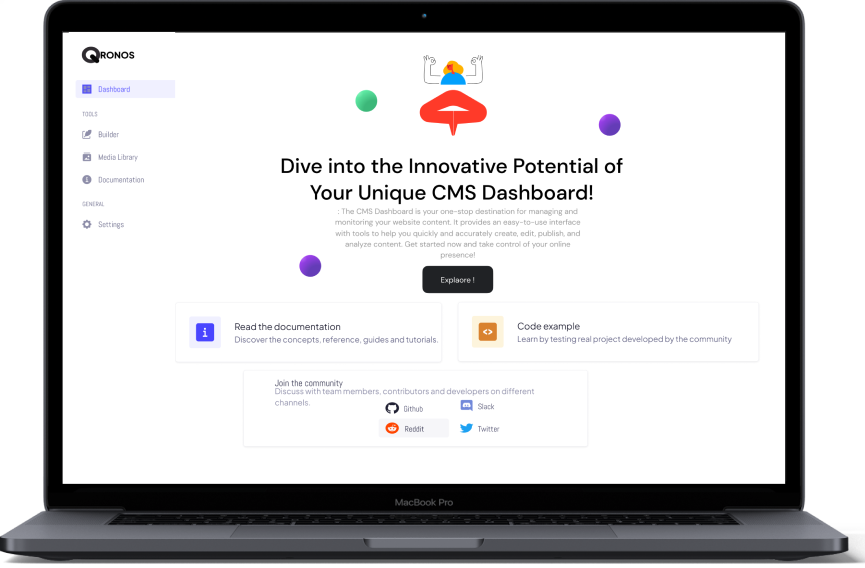 QRONOS
Dashboard
TOOLS
Builder
Media Library
Documentation
GENERAL
Settings
Dive into the Innovative Potential of
Your Unique CMS Dashboard!
: The CMS Dashboard is your one-stop destination for managing and
monitoring your website content. It provides an easy-to-use interface
with tools to help you quickly and accurately create, edit, publish, and
analyze content. Get started now and take control of your online
presence!
Explaore !
Read the documentation
Discover the concepts, reference, guides and tutorials.
Code example
Learn by testing real project developed by the community
Join the community
Discuss with team members, contributors and developers on different
channels.
Github
Slack
Reddit
Twitter
MacBook Pro